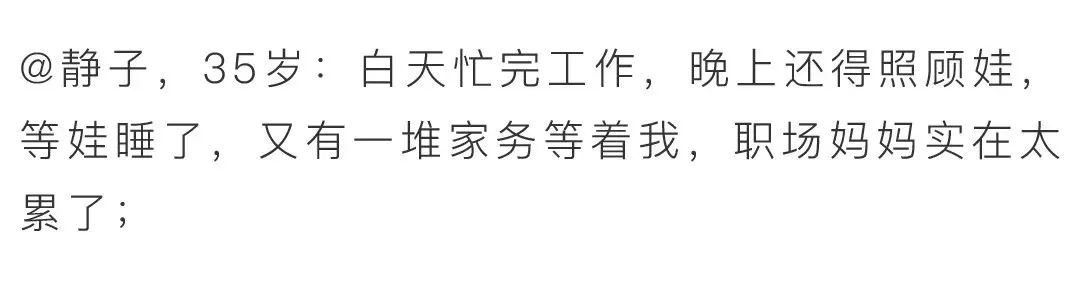 @静子，35岁：白天忙完工作，晚上还得照顾娃，
等娃睡了，又有一堆家务等着我，职场妈妈实在太
累了；